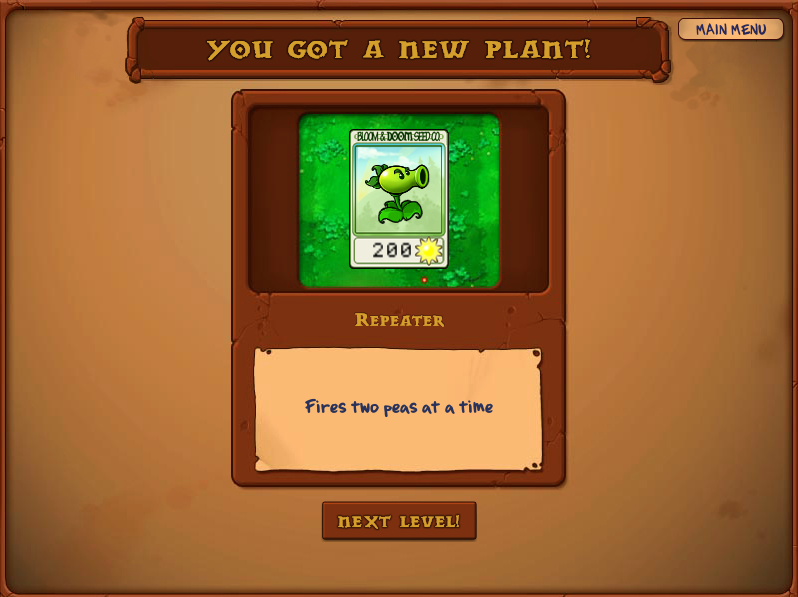 YOU GOT A NEW PLANT!
MAIN MENU
BLOOM & DOOM SEED CO.
200
REPEATER
Fires two peas at a time
NEXT LEVEL!